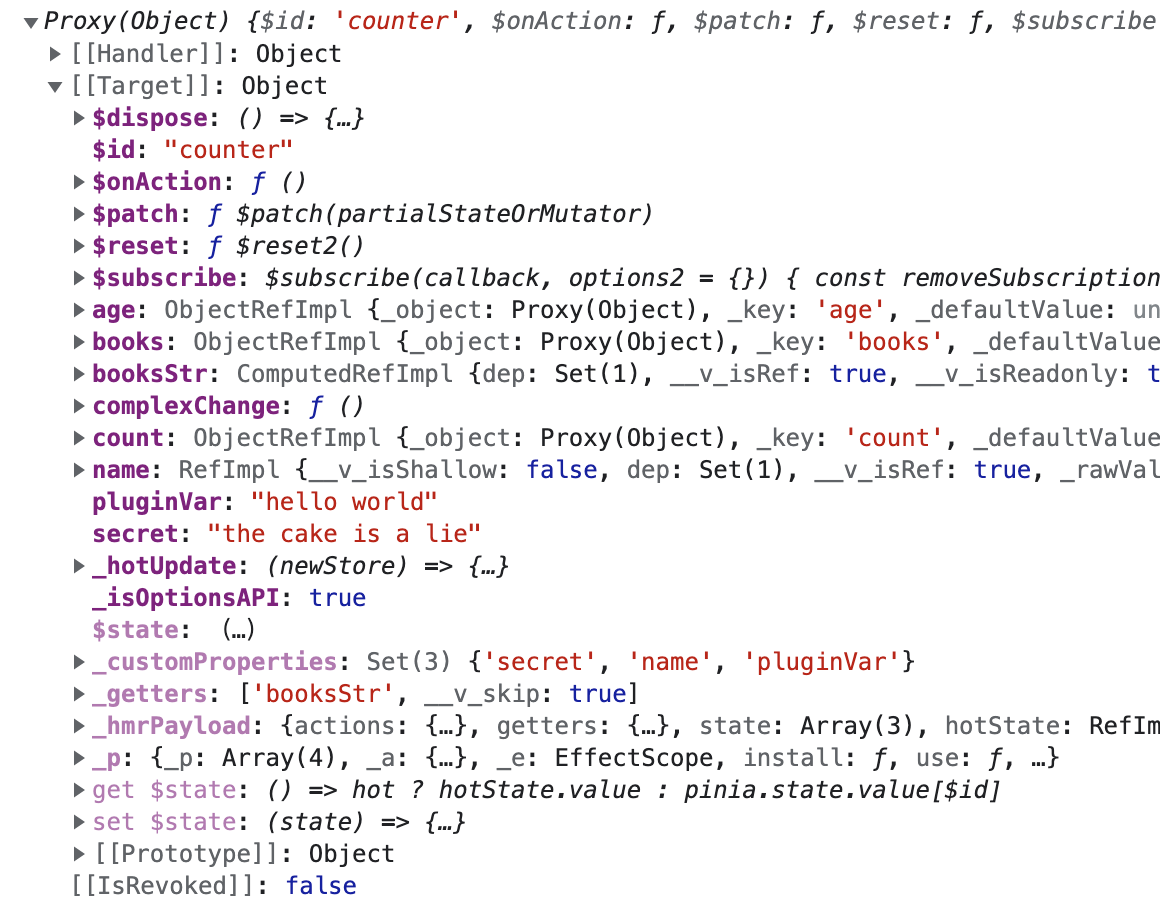 ▼Proxy(Object) {$id: 'counter', $onAction: ƒ, $patch: ƒ, $reset: ƒ, $subscribe
▶[[Handler]]: Object
▼[[Target]]: Object
▶$dispose: () => {…}
$id: "counter"
▶$onAction: ƒ ()
▶$patch: ƒ $patch(partialStateOrMutator)
▶$reset: ƒ $reset2()
▶$subscribe: $subscribe(callback, options2 = {}) { const removeSubscription
▶age: ObjectRefImpl {_object: Proxy(Object), _key: 'age', _defaultValue: un
▶books: ObjectRefImpl {_object: Proxy(Object), _key: 'books', _defaultValue
▶booksStr: ComputedRefImpl {dep: Set(1), __v_isRef: true, __v_isReadonly: t
▶complexChange: ƒ ()
▶count: ObjectRefImpl {_object: Proxy(Object), _key: 'count', _defaultValue
▶name: RefImpl {__v_isShallow: false, dep: Set(1), __v_isRef: true, _rawVal
pluginVar: "hello world"
secret: "the cake is a lie"
▶_hotUpdate: (newStore) => {…}
_isOptionsAPI: true
$state: (…)
▶_customProperties: Set(3) {'secret', 'name', 'pluginVar'}
▶_getters: ['booksStr', __v_skip: true]
▶_hmrPayload: {actions: {…}, getters: {…}, state: Array(3), hotState: RefIm
▶_p: {_p: Array(4), _a: {…}, _e: EffectScope, install: ƒ, use: ƒ, …}
▶get $state: () => hot ? hotState.value : pinia.state.value[$id]
▶set $state: (state) => {…}
▶[[Prototype]]: Object
[[IsRevoked]]: false